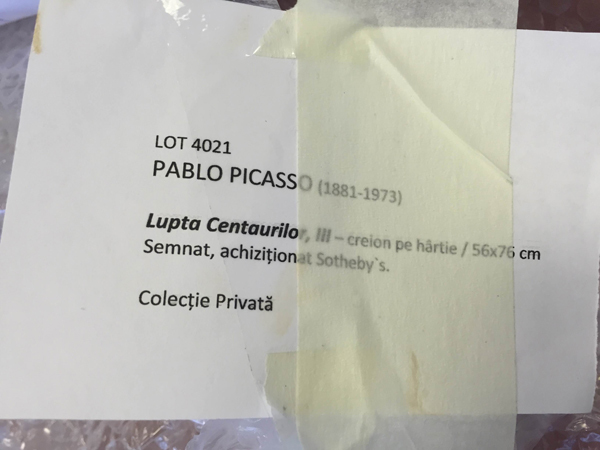 LOT 4021
PABLO PICASSO (1881-1973)
Lupta Centaurilor, III – creion pe hârtie / 56x76 cm
Semnat, achiziționat Sotheby`s.
Colecție Privată